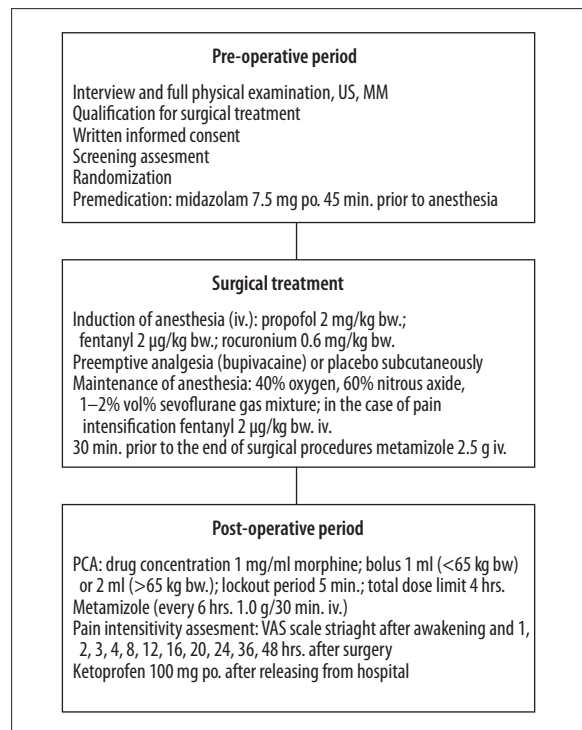 Pre-operative period
Interview and full physical examination, US, MM
Qualification for surgical treatment
Written informed consent
Screening assesment
Randomization
Premedication: midazolam 7.5 mg po. 45 min. prior to anesthesia
Surgical treatment
Induction of anesthesia (iv.): propofol 2 mg/kg bw.;
fentanyl 2 µg/kg bw.; rocuronium 0.6 mg/kg bw.
Preemptive analgesia (bupivacaine) or placebo subcutaneously
Maintenance of anesthesia: 40% oxygen, 60% nitrous axide,
1–2% vol% sevoflurane gas mixture; in the case of pain
intensification fentanyl 2 µg/kg bw. iv.
30 min. prior to the end of surgical procedures metamizole 2.5 g iv.
Post-operative period
PCA: drug concentration 1 mg/ml morphine; bolus 1 ml (<65 kg bw)
or 2 ml (>65 kg bw.); lockout period 5 min.; total dose limit 4 hrs.
Metamizole (every 6 hrs. 1.0 g/30 min. iv.)
Pain intensitivity assesment: VAS scale striaght after awakening and 1,
2, 3, 4, 8, 12, 16, 20, 24, 36, 48 hrs. after surgery
Ketoprofen 100 mg po. after releasing from hospital